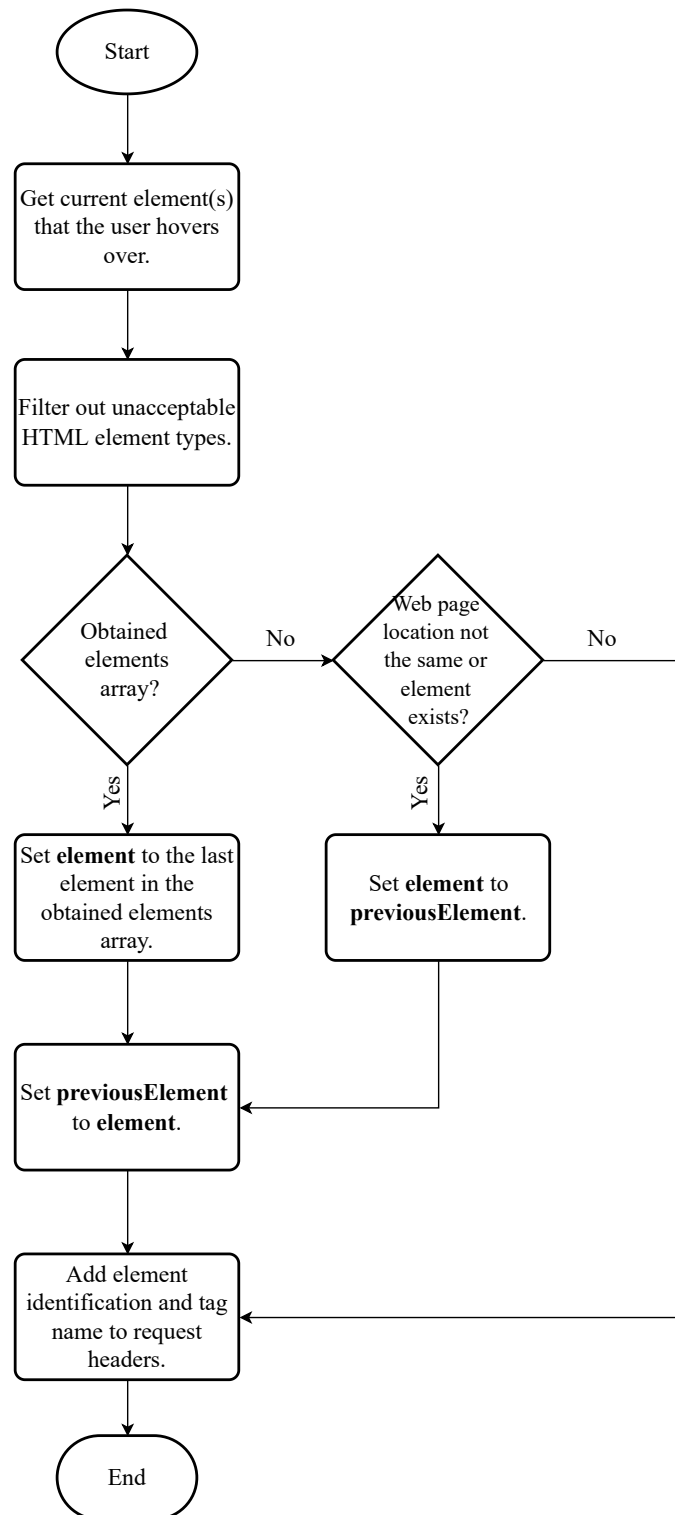 Start
Get current element(s)
that the user hovers
over.
Filter out unacceptable
HTML element types.
Obtained
elements
array?
No
Web page
location not
the same or
element
exists?
No
Yes
Yes
Set element to the last
element in the
obtained elements
array.
Set element to
previousElement.
Set previousElement
to element.
Add element
identification and tag
name to request
headers.
End